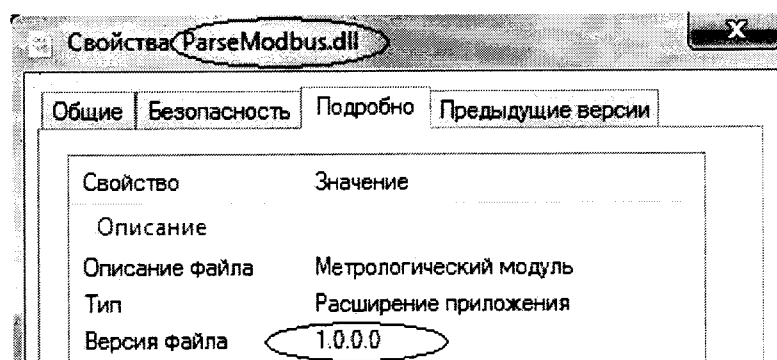 Свойства ParseModbus.dll
Общие Безопасность Подробно Предыдущие версии
Свойство Значение
Описание
Описание файла Метрологический модуль
Тип Расширение приложения
Версия файла 1.0.0.0